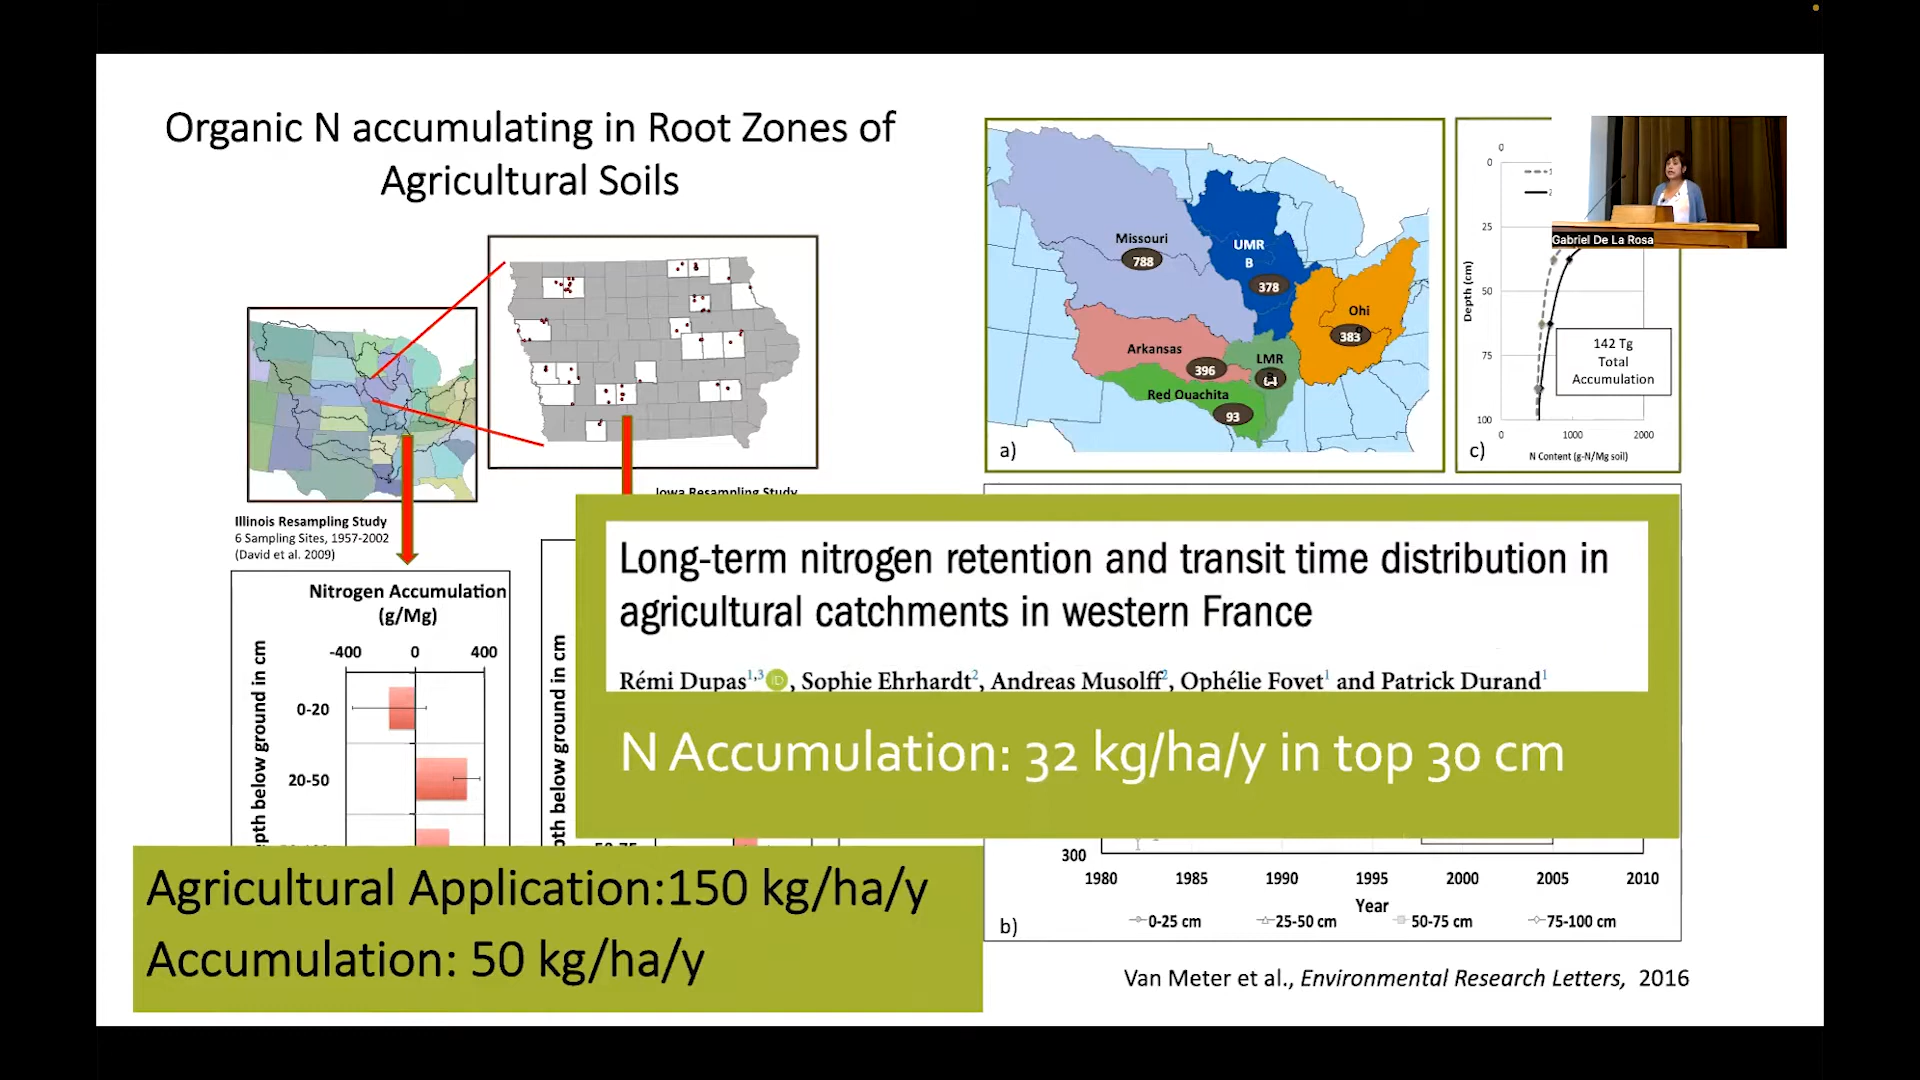 Organic N accumulating in Root Zones of
Agricultural Soils
Illinois Resampling Study
6 Sampling Sites, 1957-2002
(David et al. 2009)
Iowa Resampling Study
Nitrogen Accumulation
(g/Mg)
-400 0 400
0-20
20-50
Missouri
788
UMR
B
378
Ohi
383
Arkansas
396
LMR
64
Red Ouachita
93
a)
0
0
25
50
75
100
Depth (cm)
142 Tg
Total
Accumulation
0 1000 2000
N Content (g-N/Mg soil)
c)
Gabriel De La Rosa
Long-term nitrogen retention and transit time distribution in
agricultural catchments in western France
Rémi Dupas1,3 iD, Sophie Ehrhardt2, Andreas Musolff2, Ophélie Fovet1 and Patrick Durand1
N Accumulation: 32 kg/ha/y in top 30 cm
Agricultural Application:150 kg/ha/y
Accumulation: 50 kg/ha/y
300
1980 1985 1990 1995 2000 2005 2010
Year
0-25 cm 25-50 cm 50-75 cm 75-100 cm
b)
Van Meter et al., Environmental Research Letters, 2016